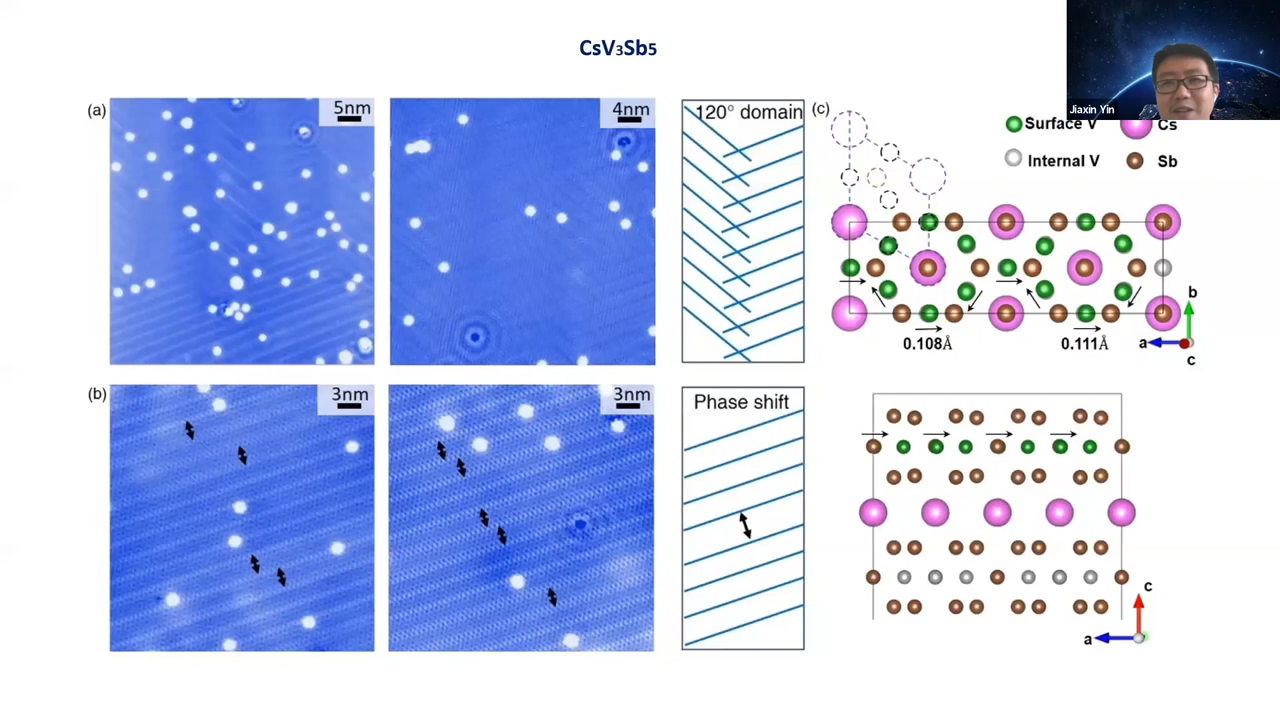 CsV₃Sb₅
Jiaxin Yin
(a)
5nm
4nm
120° domain
(c)
Surface V
Cs
Internal V
Sb
0.108Å
0.111Å
b
a
c
(b)
3nm
3nm
Phase shift
c
a